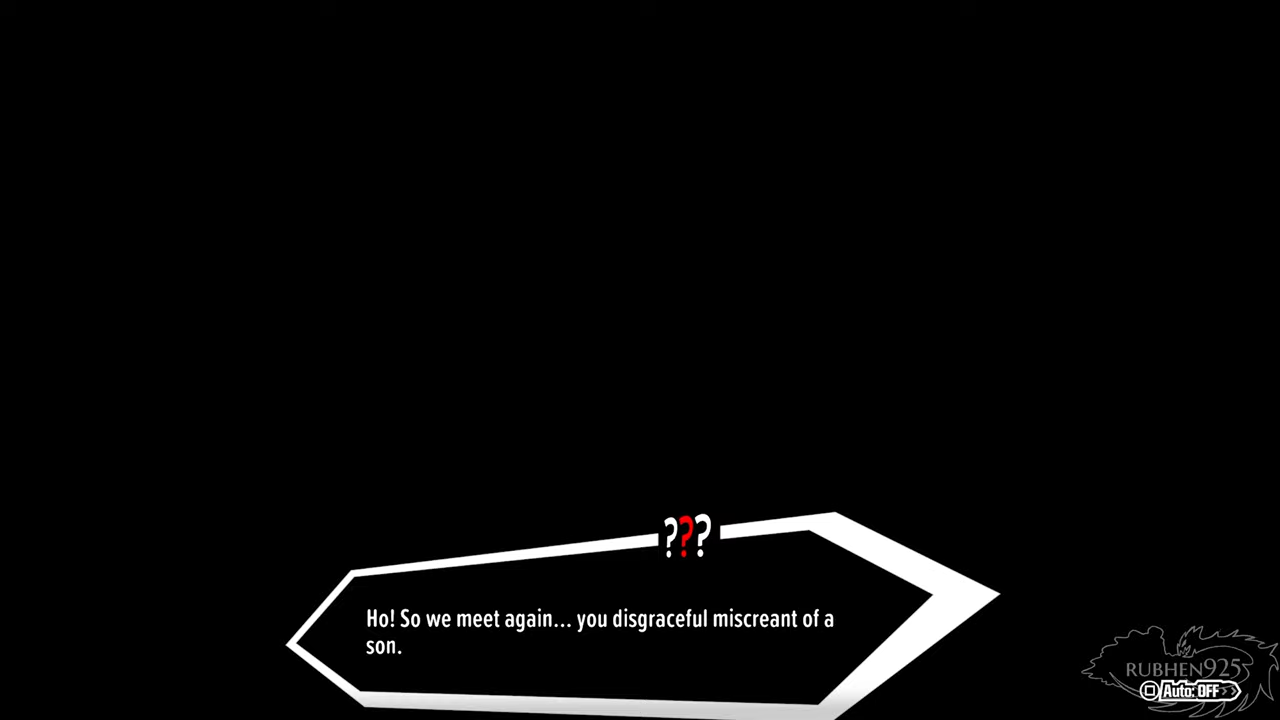 ???
Ho! So we meet again... you disgraceful miscreant of a
son.
RUBHEN925
Auto: OFF